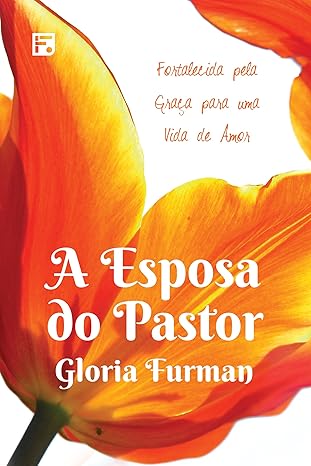 Fortalecida pela
Graça para uma
Vida de Amor
A Esposa
do Pastor
Gloria Furman